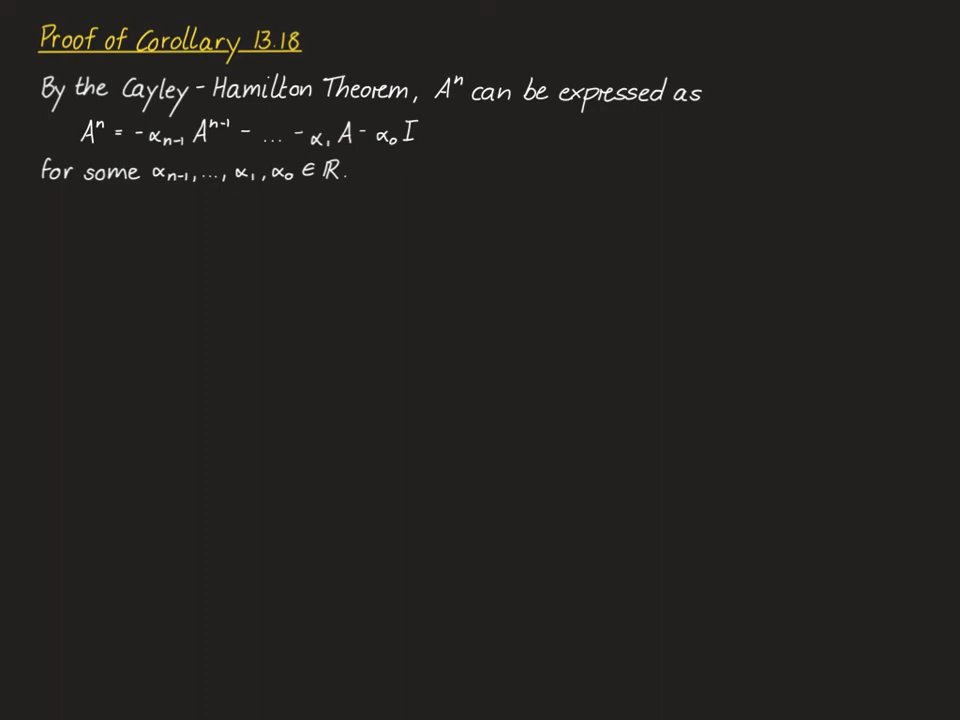 Proof of Corollary 13.18
By the Cayley-Hamilton Theorem, Aⁿ can be expressed as
Aⁿ = -αₙ₋₁ Aⁿ⁻¹ - ... - α₁ A - α₀ I
for some αₙ₋₁, ..., α₁, α₀ ∈ ℝ.